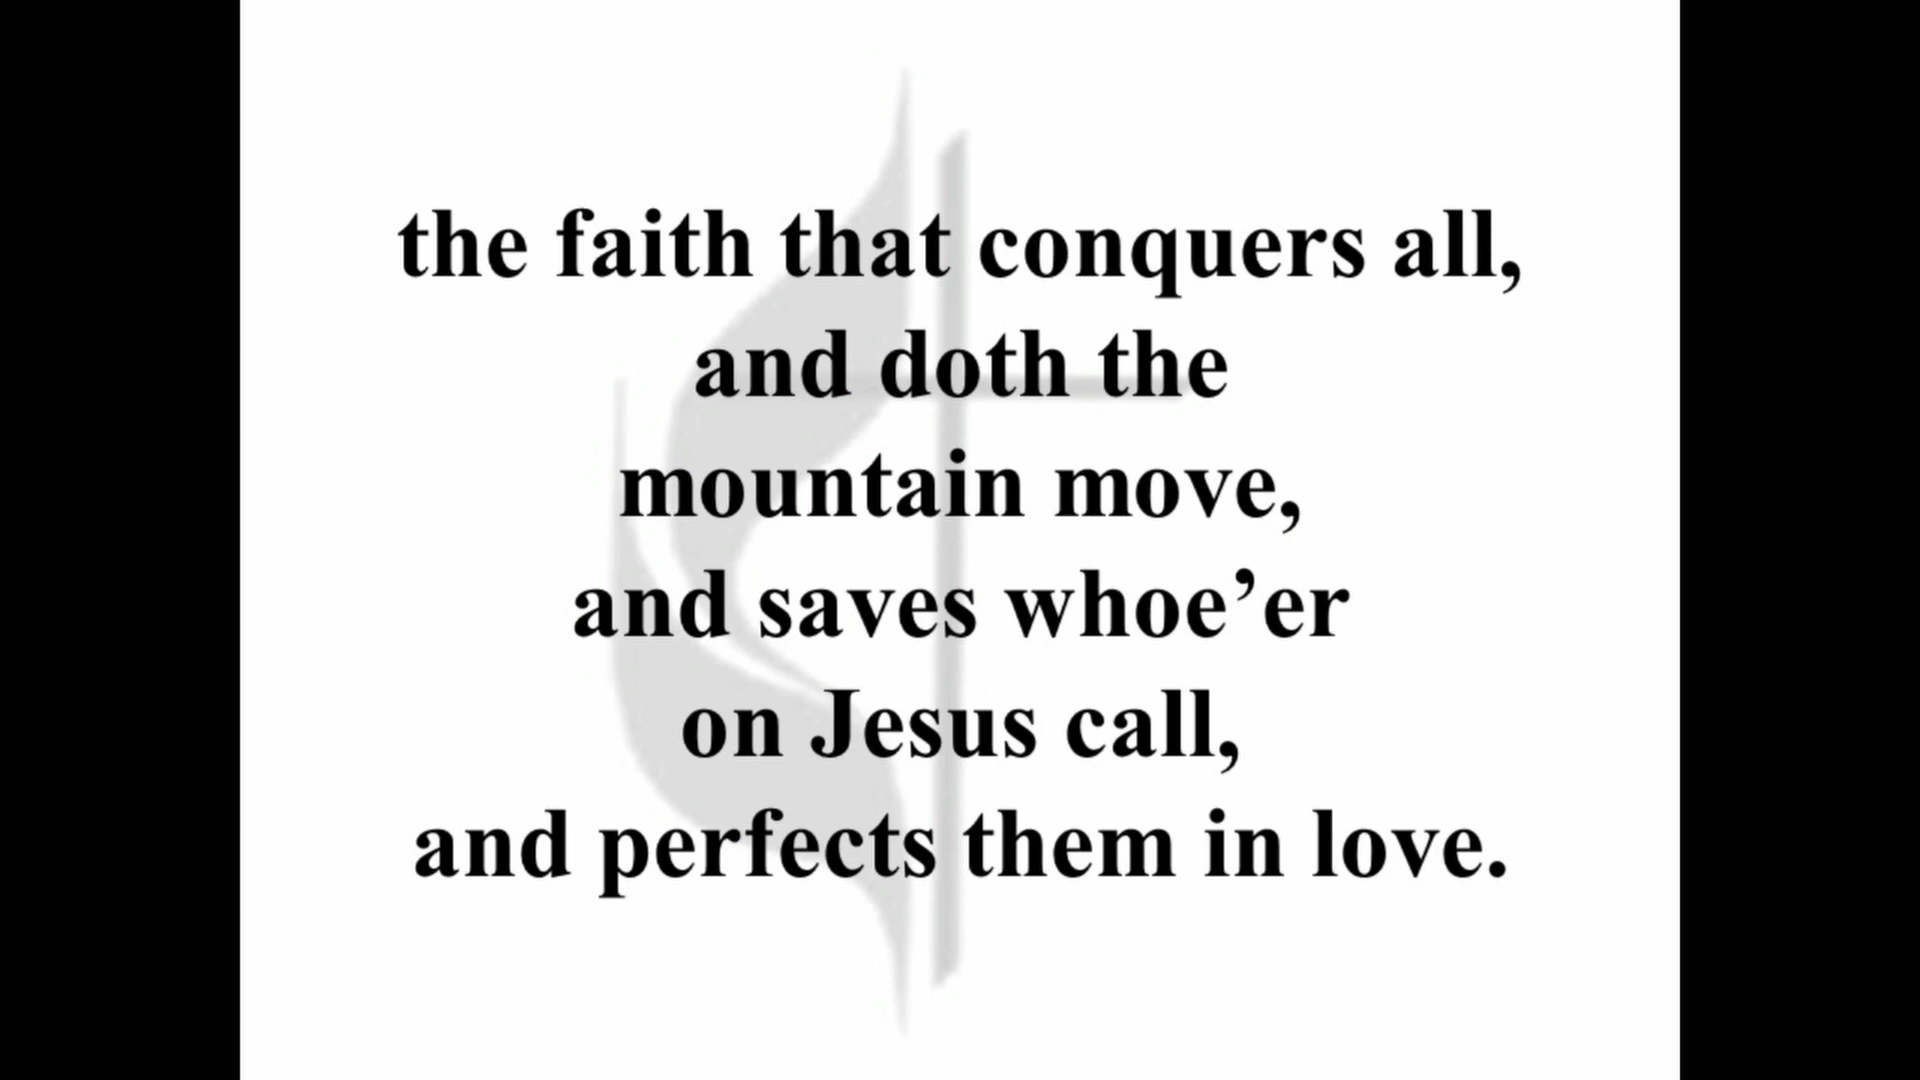 the faith that conquers all,
and doth the
mountain move,
and saves whoe’er
on Jesus call,
and perfects them in love.